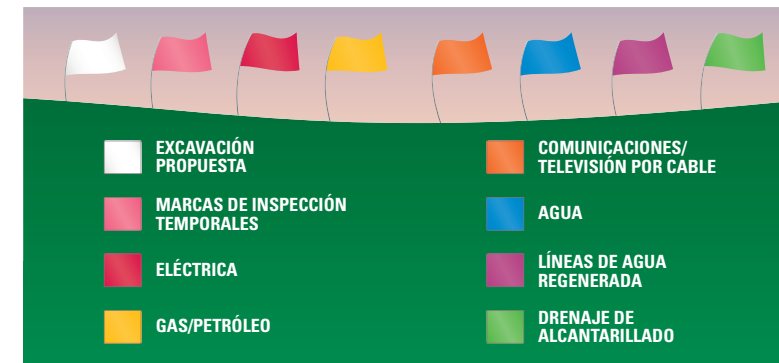 EXCAVACIÓN
PROPUESTA
MARCAS DE INSPECCIÓN
TEMPORALES
ELÉCTRICA
GAS/PETRÓLEO
COMUNICACIONES/
TELEVISIÓN POR CABLE
AGUA
LÍNEAS DE AGUA
REGENERADA
DRENAJE DE
ALCANTARILLADO